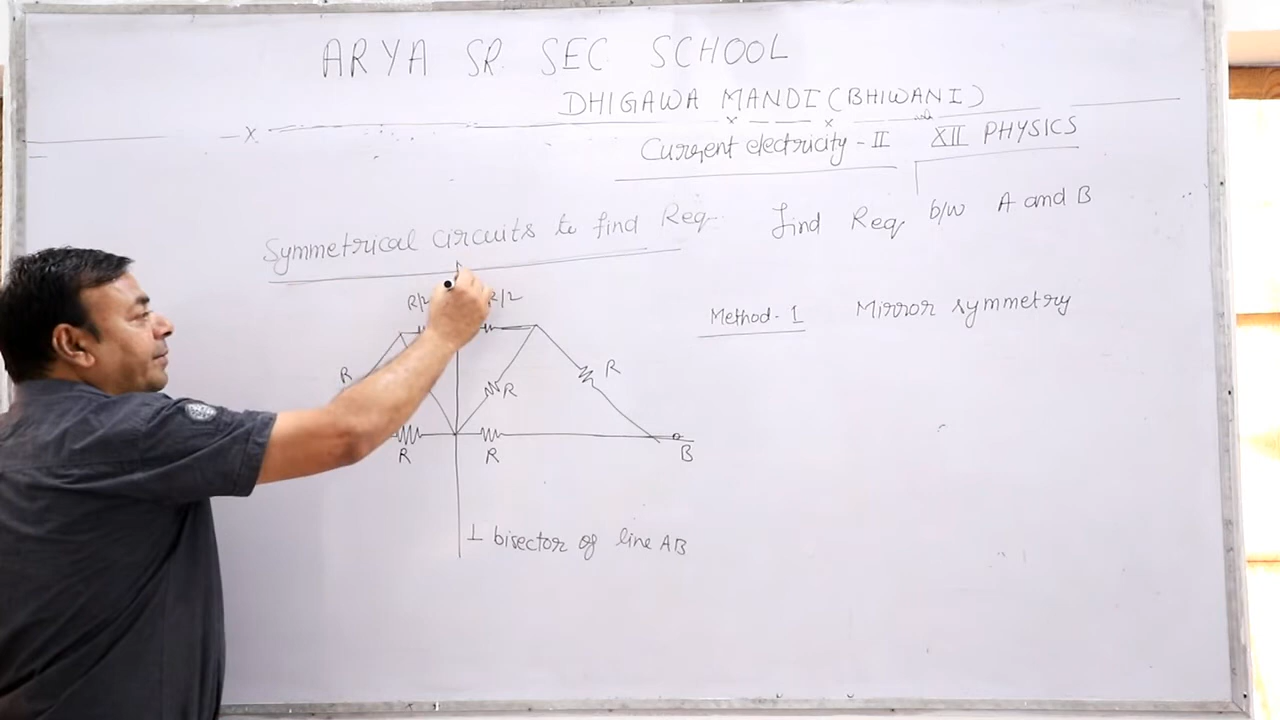 ARYA SR. SEC. SCHOOL
DHIGAWA MANDI (BHIWANI)
Current electricity - II XII PHYSICS
Symmetrical circuits to find Req
find Req b/w A and B
Method - 1 Mirror symmetry
R/2 R/2
R R R
R R B
⊥ bisector of line AB